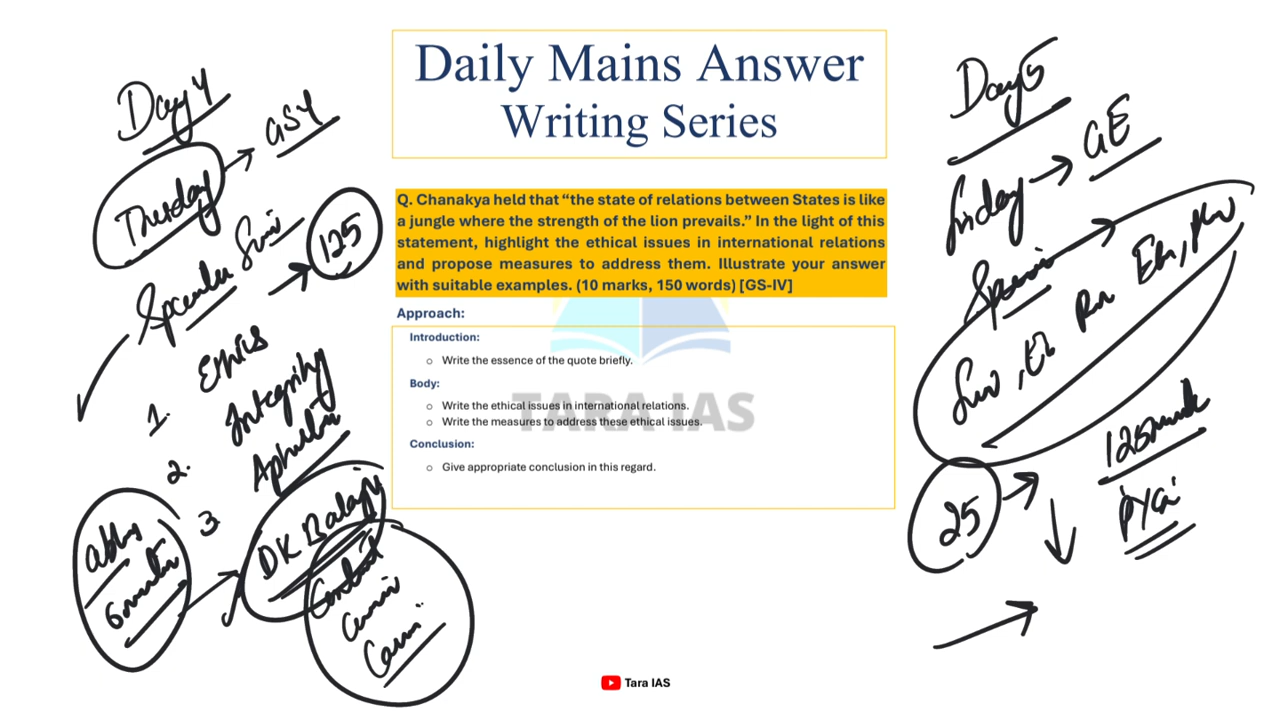 Daily Mains Answer
Writing Series
Q. Chanakya held that “the state of relations between States is like
a jungle where the strength of the lion prevails.” In the light of this
statement, highlight the ethical issues in international relations
and propose measures to address them. Illustrate your answer
with suitable examples. (10 marks, 150 words) [GS-IV]
Approach:
Introduction:
o Write the essence of the quote briefly.
Body:
o Write the ethical issues in international relations.
o Write the measures to address these ethical issues.
Conclusion:
o Give appropriate conclusion in this regard.
TARA IAS
Tara IAS
Day 4
GS4
125
1. Ethics
2. Integrity
3.
DK Balaji
Day 5
Friday → GE
25
PYQ